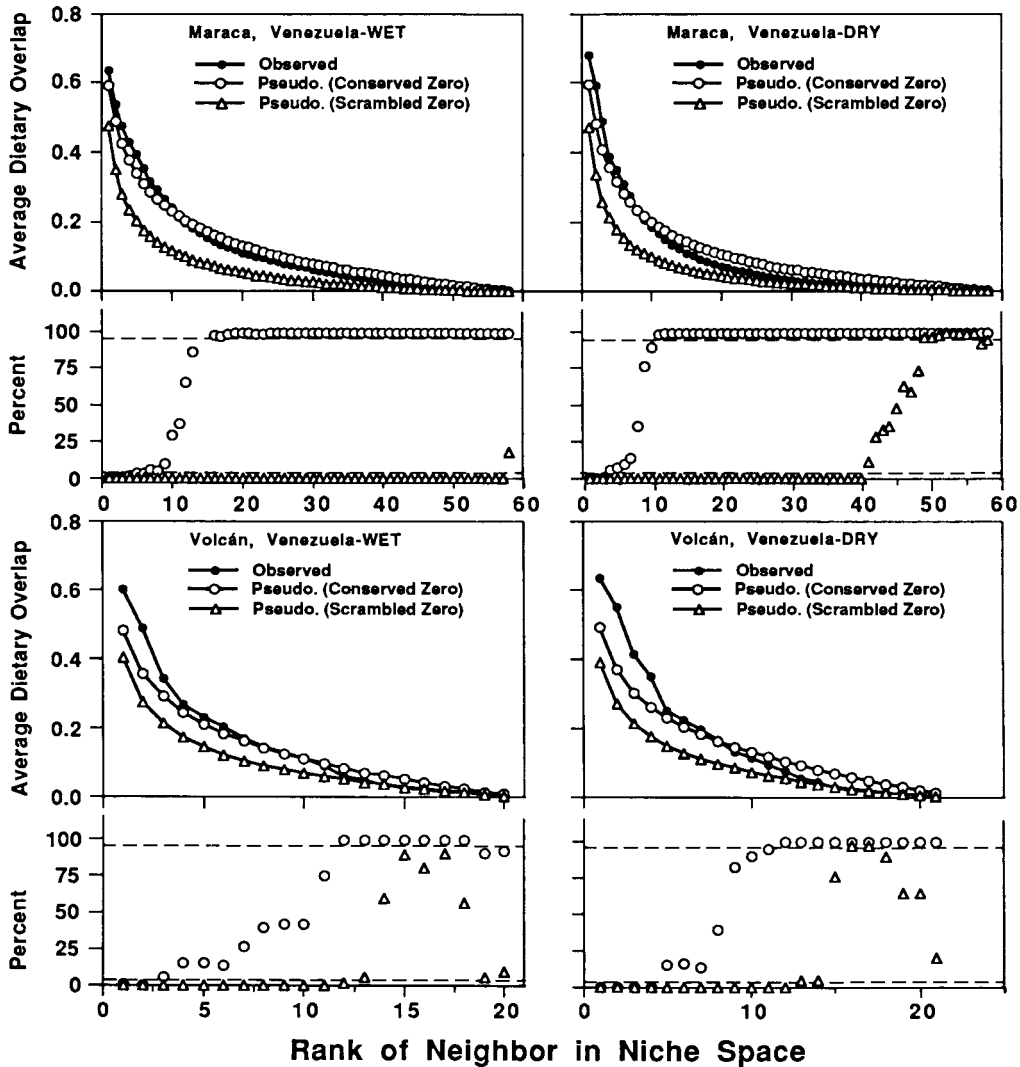 Maraca, Venezuela-WET
Observed
Pseudo. (Conserved Zero)
Pseudo. (Scrambled Zero)
Average Dietary Overlap
0.8
0.6
0.4
0.2
0.0
Maraca, Venezuela-DRY
Observed
Pseudo. (Conserved Zero)
Pseudo. (Scrambled Zero)
Percent
100
75
50
25
0
0 10 20 30 40 50 60
0 10 20 30 40 50 60
Volcán, Venezuela-WET
Observed
Pseudo. (Conserved Zero)
Pseudo. (Scrambled Zero)
Average Dietary Overlap
0.8
0.6
0.4
0.2
0.0
Volcán, Venezuela-DRY
Observed
Pseudo. (Conserved Zero)
Pseudo. (Scrambled Zero)
Percent
100
75
50
25
0
0 5 10 15 20
0 10 20
Rank of Neighbor in Niche Space